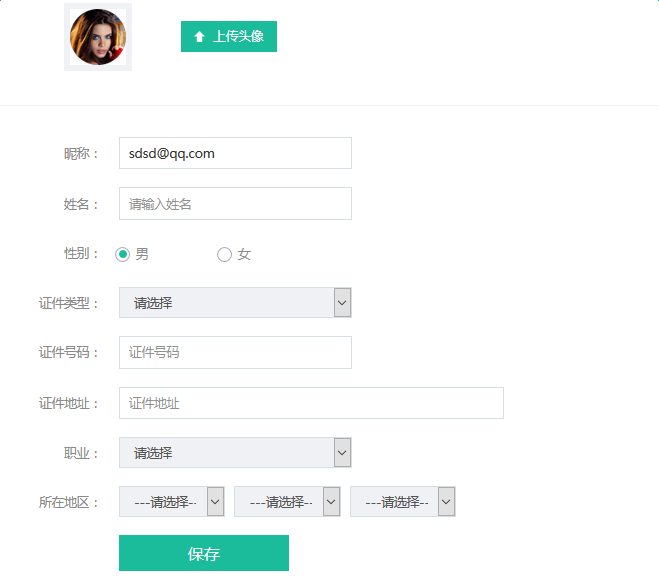 上传头像
昵称： sdsd@qq.com
姓名： 请输入姓名
性别： 男 女
证件类型： 请选择
证件号码： 证件号码
证件地址： 证件地址
职业： 请选择
所在地区： ---请选择-- ---请选择-- ---请选择--
保存